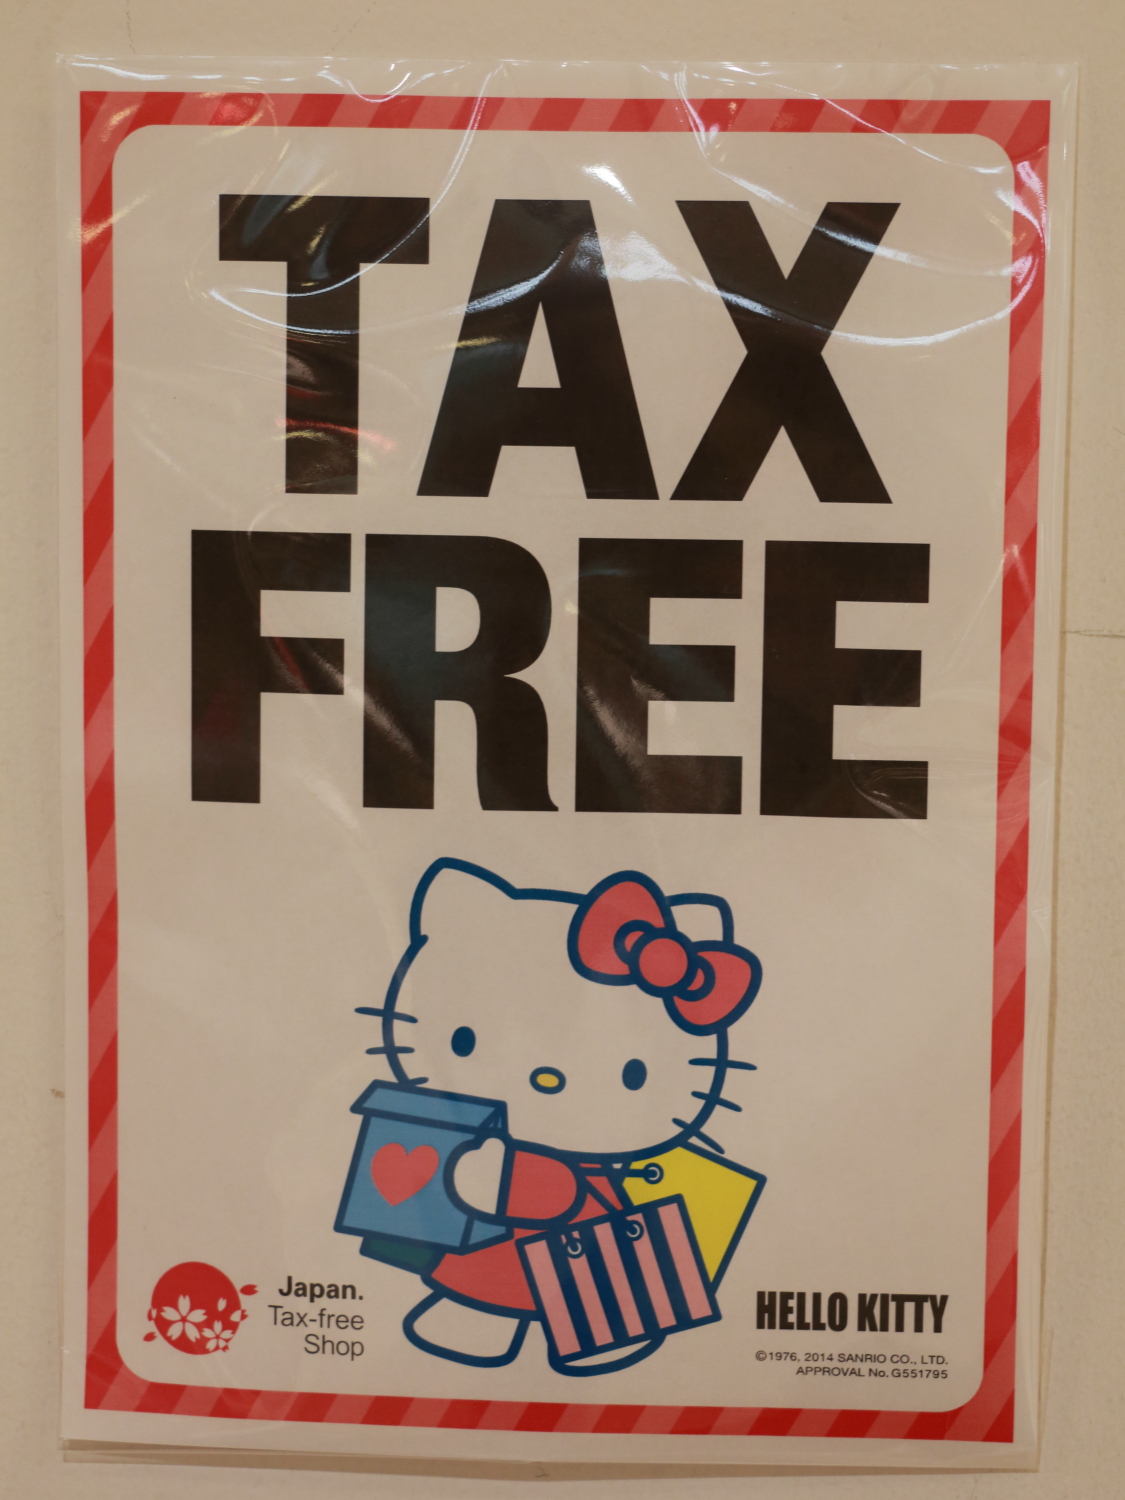 TAX
FREE
Japan.
Tax-free
Shop
HELLO KITTY
©1976, 2014 SANRIO CO., LTD.
APPROVAL No. G551795